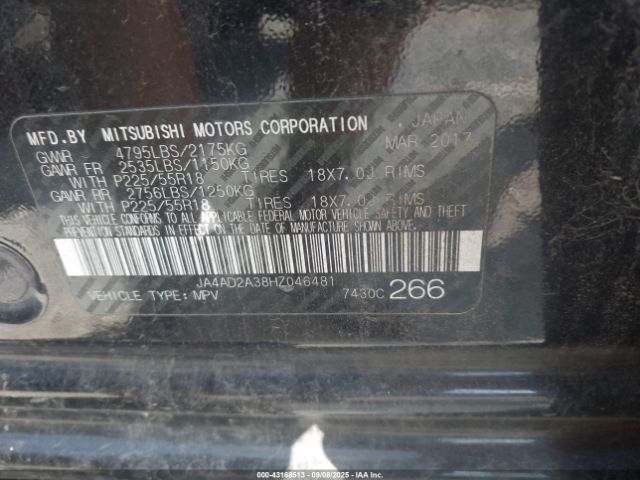 MFD.BY MITSUBISHI MOTORS CORPORATION , JAPAN
GVWR 4795LBS/2175KG MAR 2017
GAWR FR 2535LBS/1150KG
WITH P225/55R18 TIRES 18X7.0J RIMS
GAWR RR 2756LBS/1250KG
WITH P225/55R18 TIRES 18X7.0J RIMS
THIS VEHICLE CONFORMS TO ALL APPLICABLE FEDERAL MOTOR VEHICLE SAFETY AND THEFT
PREVENTION STANDARDS IN EFFECT ON THE DATE OF MANUFACTURE SHOWN ABOVE.
JA4AD2A38HZ046481
VEHICLE TYPE: MPV 7430C 266
00-43168513 - 09/08/2025 - IAA